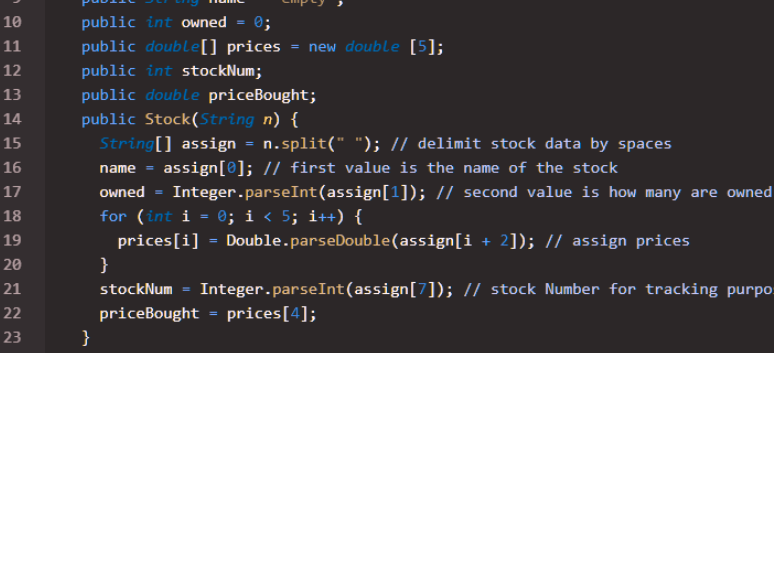 public String name = "empty";
10 public int owned = 0;
11 public double[] prices = new double [5];
12 public int stockNum;
13 public double priceBought;
14 public Stock(String n) {
15 String[] assign = n.split(" "); // delimit stock data by spaces
16 name = assign[0]; // first value is the name of the stock
17 owned = Integer.parseInt(assign[1]); // second value is how many are owned
18 for (int i = 0; i < 5; i++) {
19 prices[i] = Double.parseDouble(assign[i + 2]); // assign prices
20 }
21 stockNum = Integer.parseInt(assign[7]); // stock Number for tracking purpo
22 priceBought = prices[4];
23 }